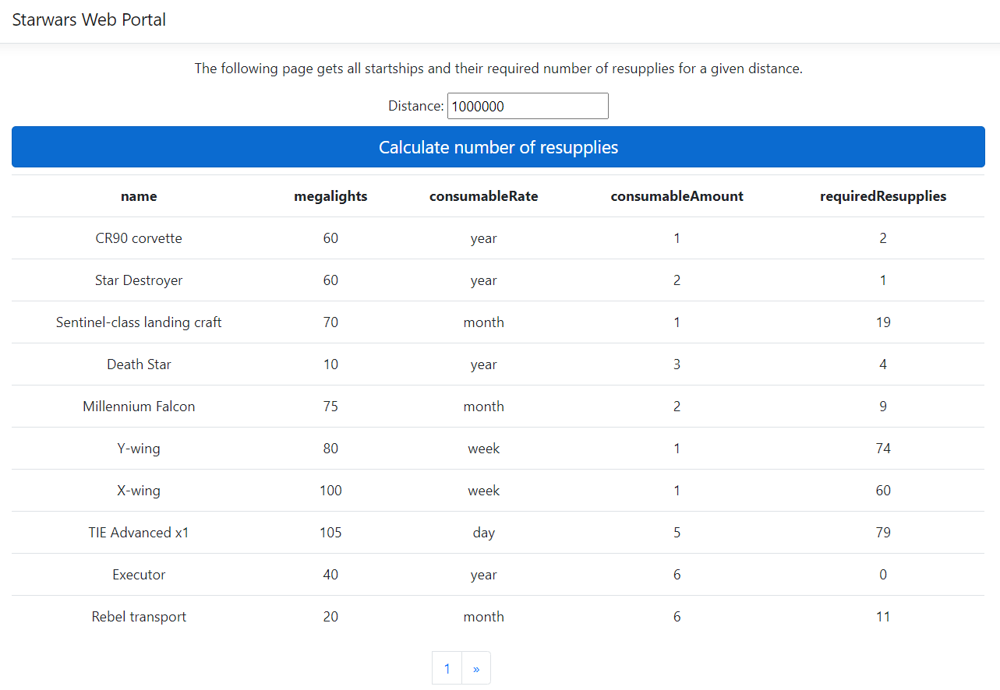 Starwars Web Portal
The following page gets all startships and their required number of resupplies for a given distance.
Distance: 1000000
Calculate number of resupplies
name megalights consumableRate consumableAmount requiredResupplies
CR90 corvette 60 year 1 2
Star Destroyer 60 year 2 1
Sentinel-class landing craft 70 month 1 19
Death Star 10 year 3 4
Millennium Falcon 75 month 2 9
Y-wing 80 week 1 74
X-wing 100 week 1 60
TIE Advanced x1 105 day 5 79
Executor 40 year 6 0
Rebel transport 20 month 6 11
1 »